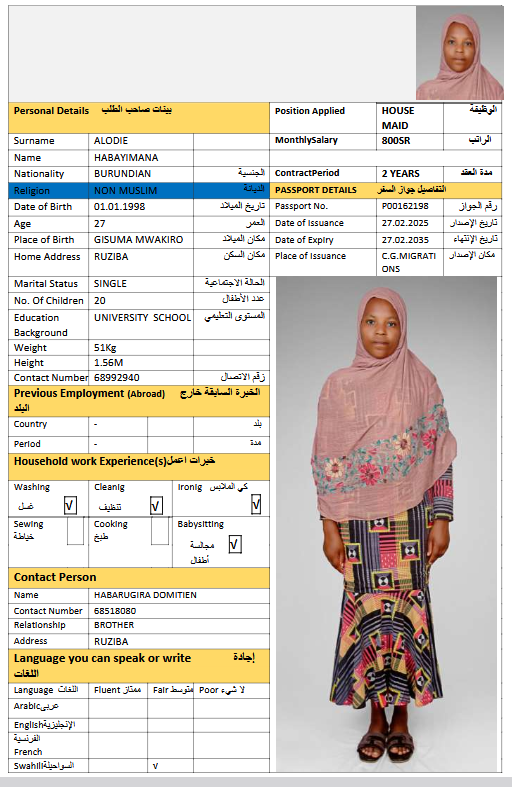 Personal Details بينات صاحب الطلب
Position Applied HOUSE MAID الوظيفة
Surname ALODIE
MonthlySalary 800SR الراتب
Name HABAYIMANA
Nationality BURUNDIAN الجنسية
ContractPeriod 2 YEARS مدة العقد
Religion NON MUSLIM الديانة
PASSPORT DETAILS التفاصيل جواز السفر
Date of Birth 01.01.1998 تاريخ الميلاد
Passport No. P00162198 رقم الجواز
Age 27 العمر
Date of Issuance 27.02.2025 تاريخ الإصدار
Place of Birth GISUMA MWAKIRO مكان الميلاد
Date of Expiry 27.02.2035 تاريخ الإنتهاء
Home Address RUZIBA مكان السكن
Place of Issuance C.G.MIGRATI ONS مكان الإصدار
Marital Status SINGLE الحالة الاجتماعية
No. Of Children 20 عدد الأطفال
Education Background UNIVERSITY SCHOOL المستوى التعليمي
Weight 51Kg
Height 1.56M
Contact Number 68992940 رقم الاتصال
Previous Employment (Abroad) الخبرة السابقة خارج
البلد
Country - بلد
Period - مدة
Household work Experience(s) خبرات اعمل
Washing Cleanig Ironig كي الملابس
غسل √ تنظيف √ √
Sewing Cooking Babysitting
خياطة طبخ مجالسة √
أطفال
Contact Person
Name HABARUGIRA DOMITIEN
Contact Number 68518080
Relationship BROTHER
Address RUZIBA
Language you can speak or write إجادة
اللغات
Language اللغات Fluent ممتاز Fair متوسط Poor لا شيء
Arabic عربى
English الإنجليزية
الفرنسية
French
Swahili السواحيلة √